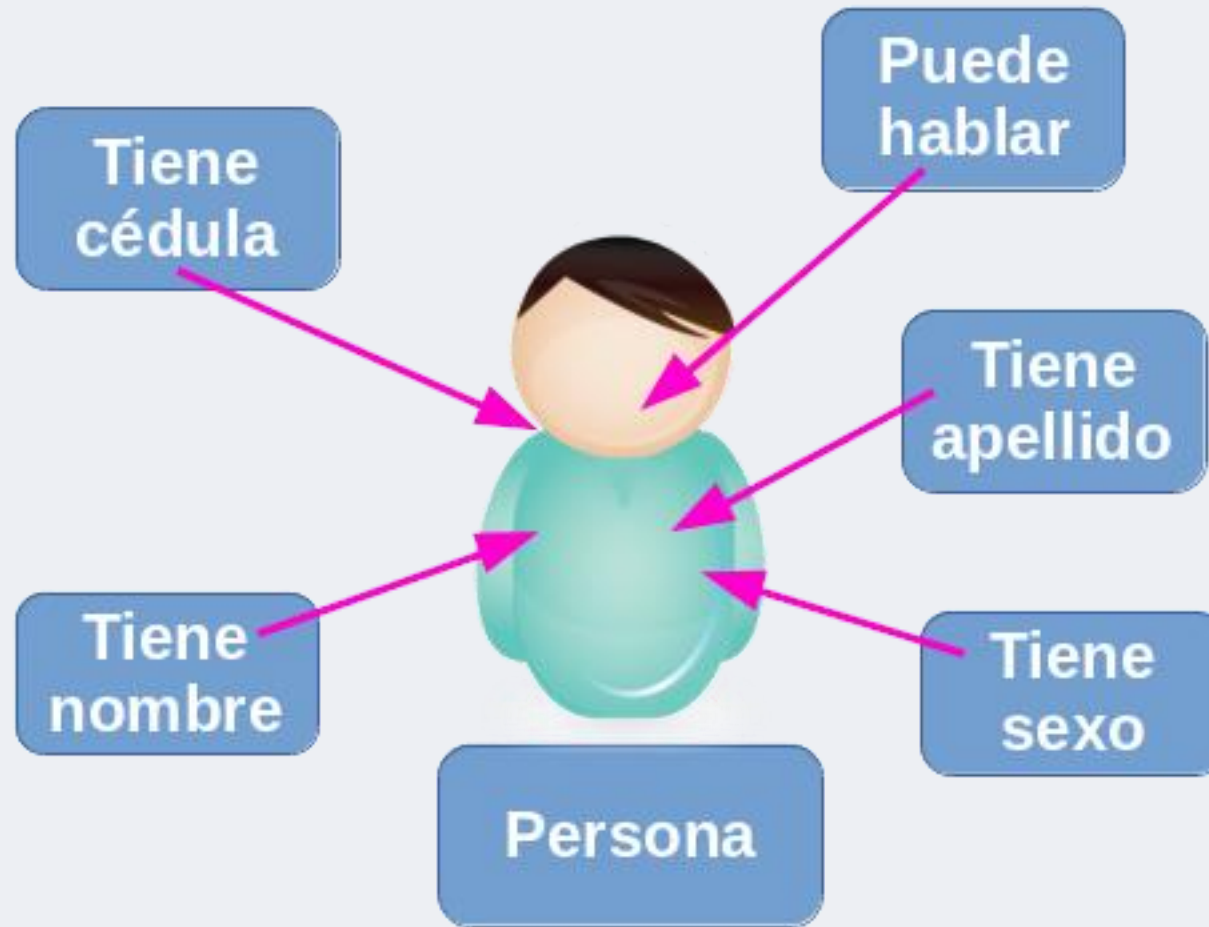 Puede
hablar
Tiene
cédula
Tiene
apellido
Tiene
nombre
Tiene
sexo
Persona